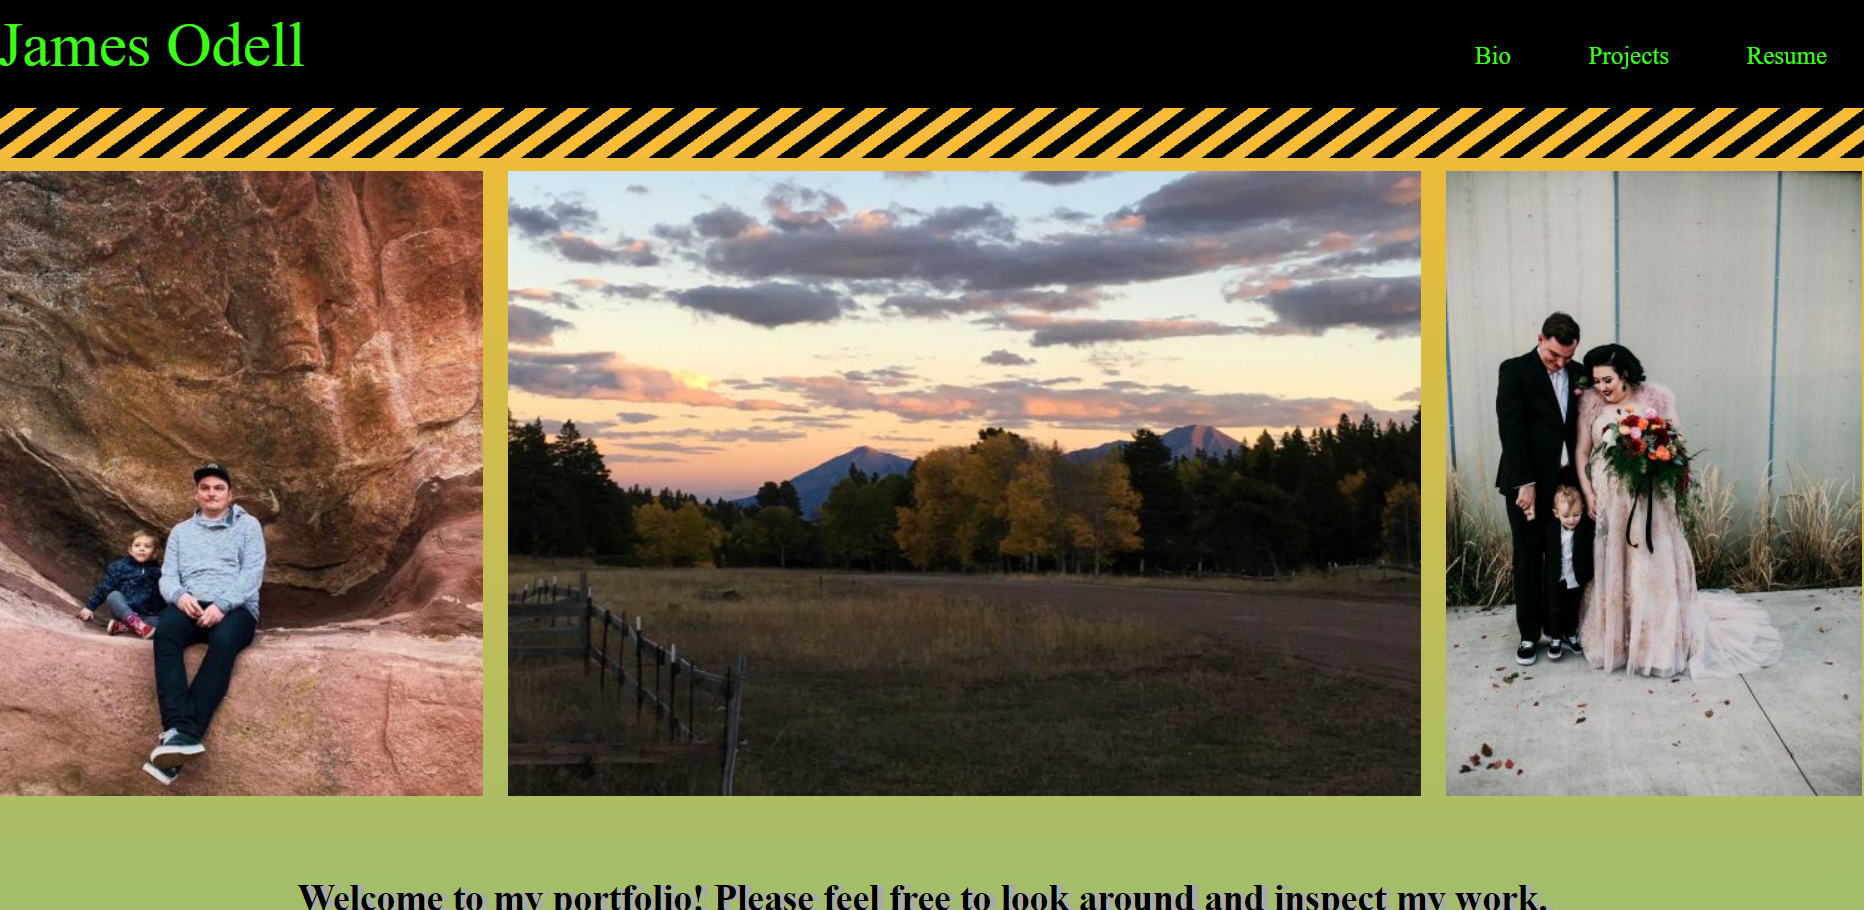 James Odell
Bio Projects Resume
Welcome to my portfolio! Please feel free to look around and inspect my work.